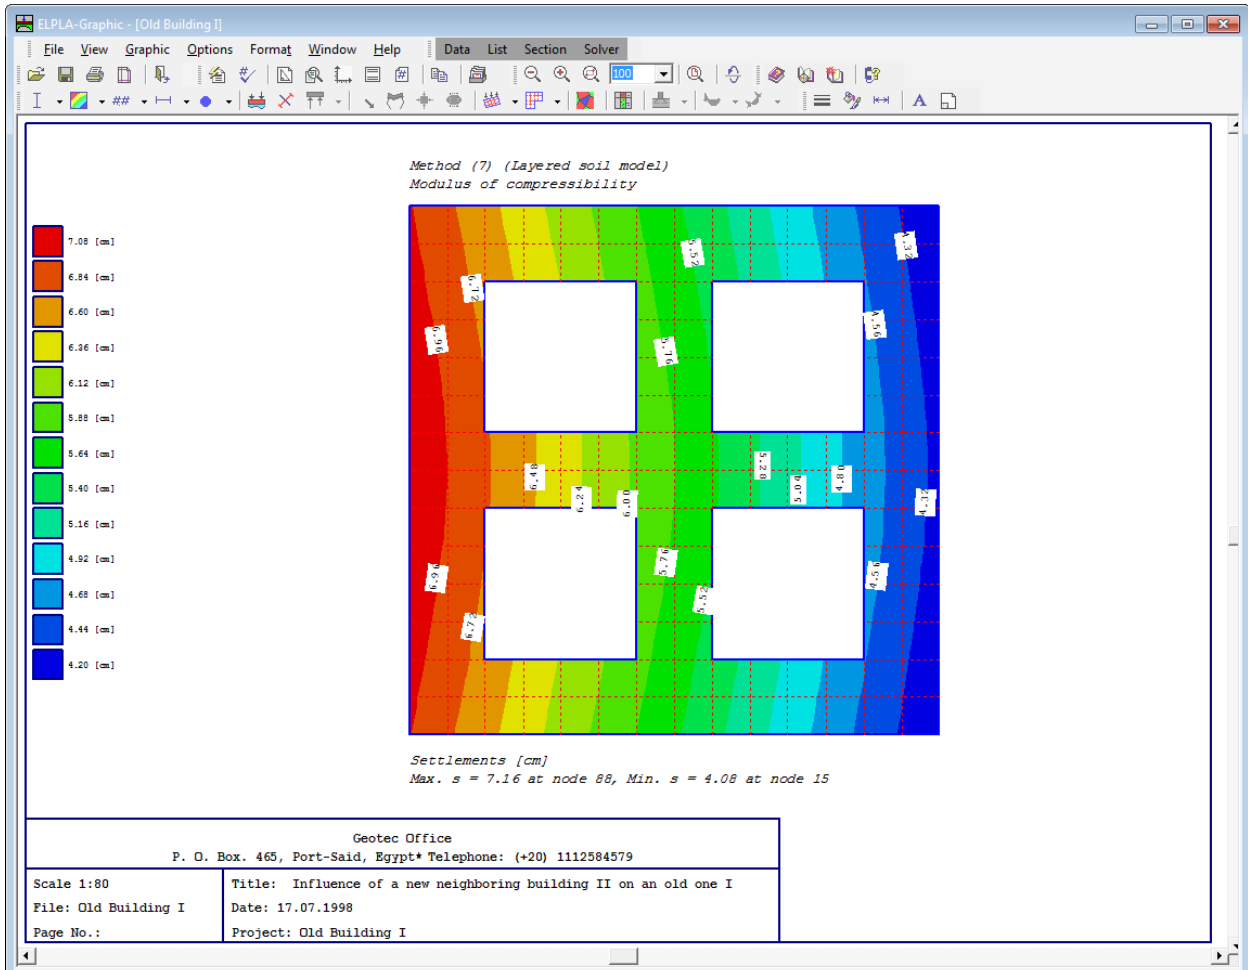 ELPLA-Graphic - [Old Building I]
File View Graphic Options Format Window Help Data List Section Solver
100
Method (7) (Layered soil model)
Modulus of compressibility
7.08 [cm]
6.84 [cm]
6.60 [cm]
6.36 [cm]
6.12 [cm]
5.88 [cm]
5.64 [cm]
5.40 [cm]
5.16 [cm]
4.92 [cm]
4.68 [cm]
4.44 [cm]
4.20 [cm]
5.52
4.32
6.72
6.96
5.76
4.56
6.48
6.24
6.00
5.28
5.04
4.80
4.32
6.96
5.76
5.52
4.56
6.72
Settlements [cm]
Max. s = 7.16 at node 88, Min. s = 4.08 at node 15
Geotec Office
P. O. Box. 465, Port-Said, Egypt* Telephone: (+20) 1112584579
Scale 1:80
File: Old Building I
Page No.:
Title: Influence of a new neighboring building II on an old one I
Date: 17.07.1998
Project: Old Building I